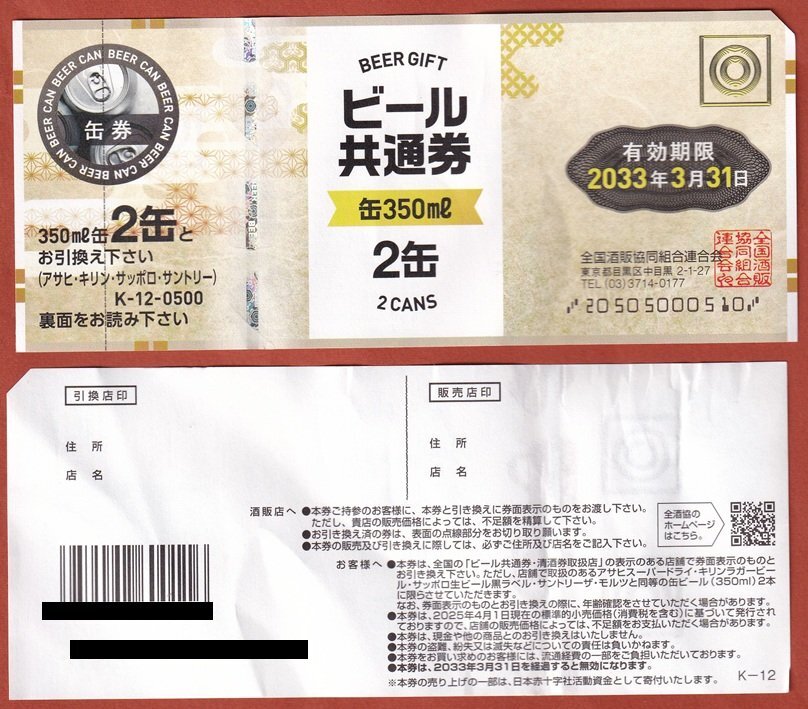 BEER CAN BEER CAN BEER CAN BEER CAN BEER CAN
缶券
350ml缶2缶と
お引換え下さい
(アサヒ・キリン・サッポロ・サントリー)
K-12-0500
裏面をお読み下さい
BEER GIFT
ビール
共通券
缶350ml
2缶
2 CANS
有効期限
2033年3月31日
全国酒販協同組合連合会
東京都目黒区中目黒 2-1-27
TEL (03) 3714-0177
全国酒販
協同組合
連合会
20505000510
引換店印
住所
店名
販売店印
住所
店名
酒販店へ ●本券ご持参のお客様に、本券と引き換えに券面表示のものをお渡し下さい。
ただし、貴店の販売価格によっては、不足額を精算して下さい。
●お引き換え済の券は、表面の点線部分をお切り取り願います。
●本券の販売及び引き換えに際しては、必ずご住所及び店名をご記入下さい。
全酒協の
ホームページ
はこちら。
お客様へ ●本券は、全国の「ビール共通券・清酒券取扱店」の表示のある店舗で券面表示のものと
お引き換え下さい。ただし、店舗で取扱のあるアサヒスーパードライ・キリンラガービー
ル・サッポロ生ビール黒ラベル・サントリーザ・モルツと同等の缶ビール(350ml)2本
に限らせていただきます。
なお、券面表示のものとお引き換えの際に、年齢確認をさせていただく場合があります。
●本券は、2025年4月1日現在の標準的小売価格(消費税を含む)に基づいて発行され
ておりますので、店舗の販売価格によっては、不足額をお支払いただく場合があります。
●本券は、現金や他の商品とのお引き換えはいたしません。
●本券の盗難、紛失又は滅失などについての責任は負いかねます。
●本券をお買い求めのお客様には、流通経費の一部をご負担いただいております。
●本券は、2033年3月31日を経過すると無効になります。
※本券の売り上げの一部は、日本赤十字社活動資金として寄付いたします。
K-12